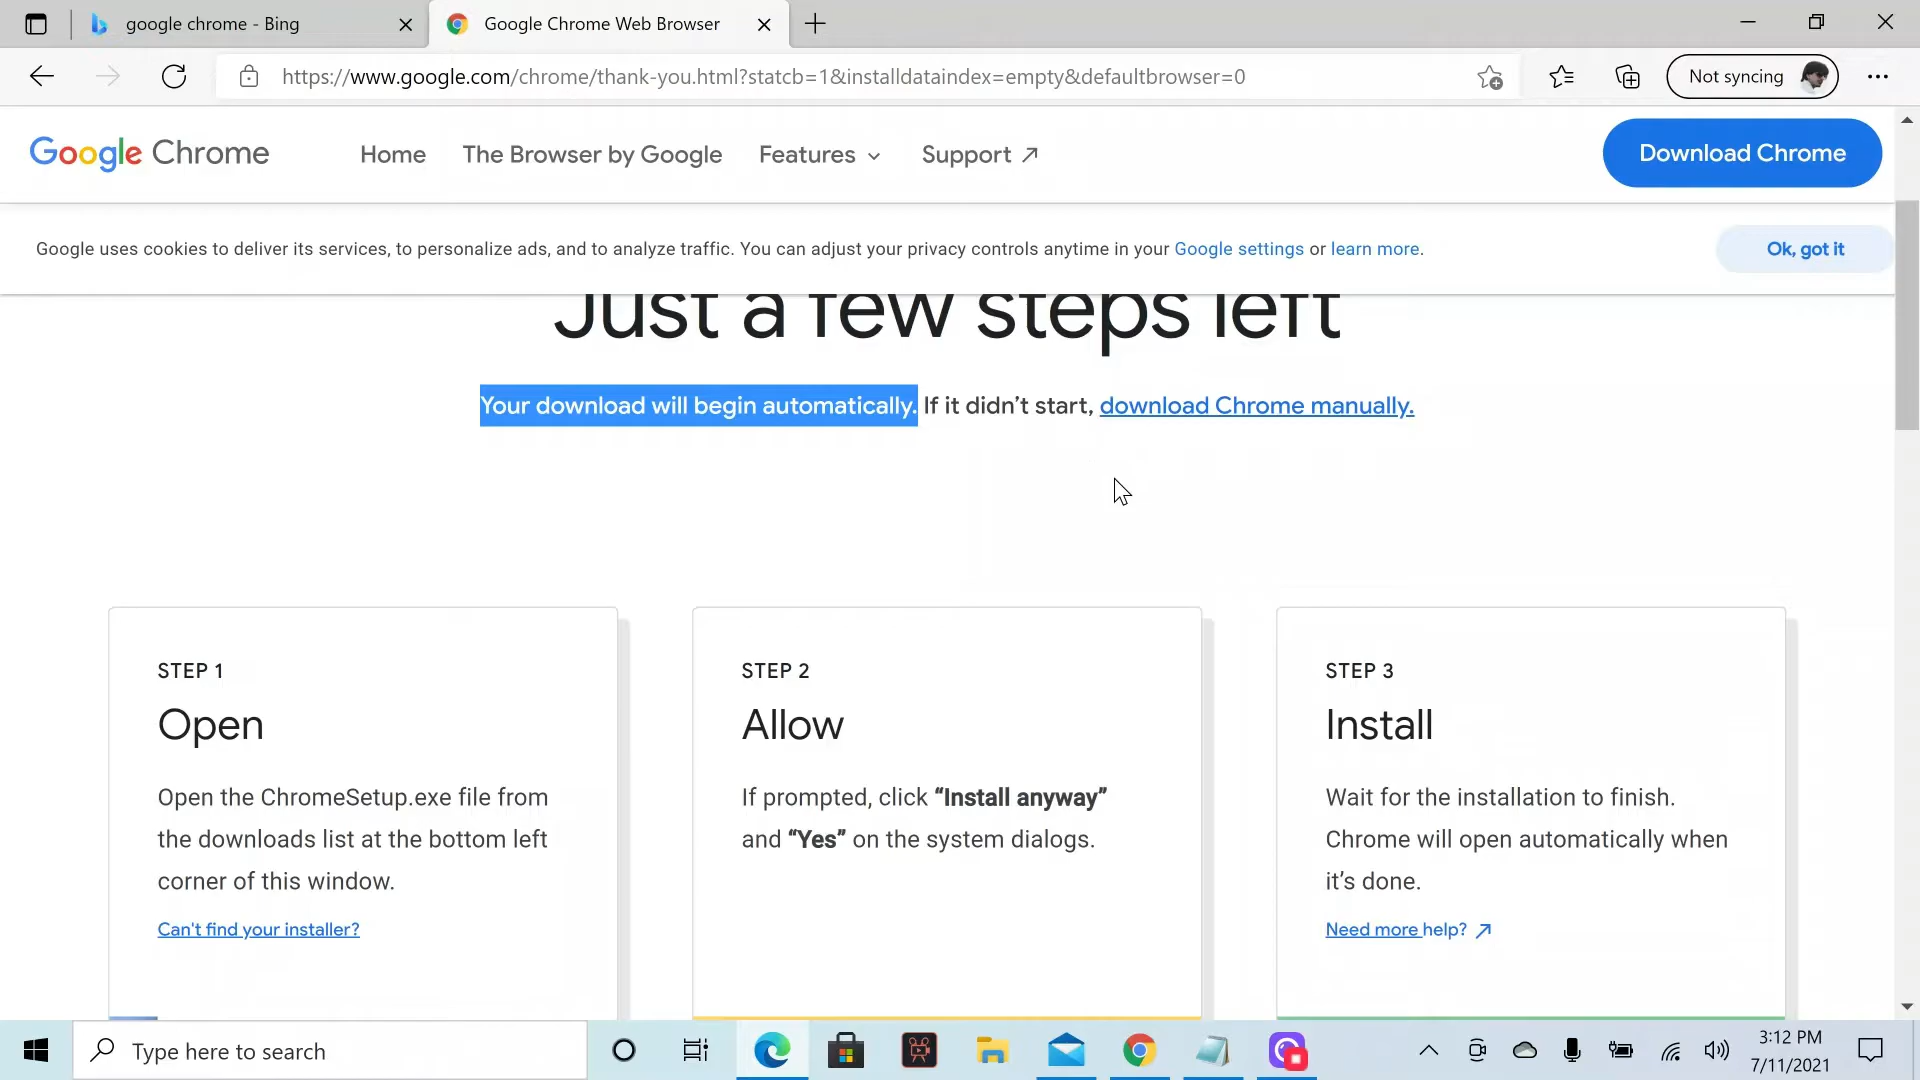 google chrome - Bing
Google Chrome Web Browser
https://www.google.com/chrome/thank-you.html?statcb=1&installdataindex=empty&defaultbrowser=0
Not syncing
Google Chrome
Home
The Browser by Google
Features
Support
Download Chrome
Google uses cookies to deliver its services, to personalize ads, and to analyze traffic. You can adjust your privacy controls anytime in your Google settings or learn more.
Ok, got it
Just a few steps left
Your download will begin automatically. If it didn’t start, download Chrome manually.
STEP 1
Open
Open the ChromeSetup.exe file from
the downloads list at the bottom left
corner of this window.
Can't find your installer?
STEP 2
Allow
If prompted, click “Install anyway”
and “Yes” on the system dialogs.
STEP 3
Install
Wait for the installation to finish.
Chrome will open automatically when
it’s done.
Need more help?
Type here to search
3:12 PM
7/11/2021